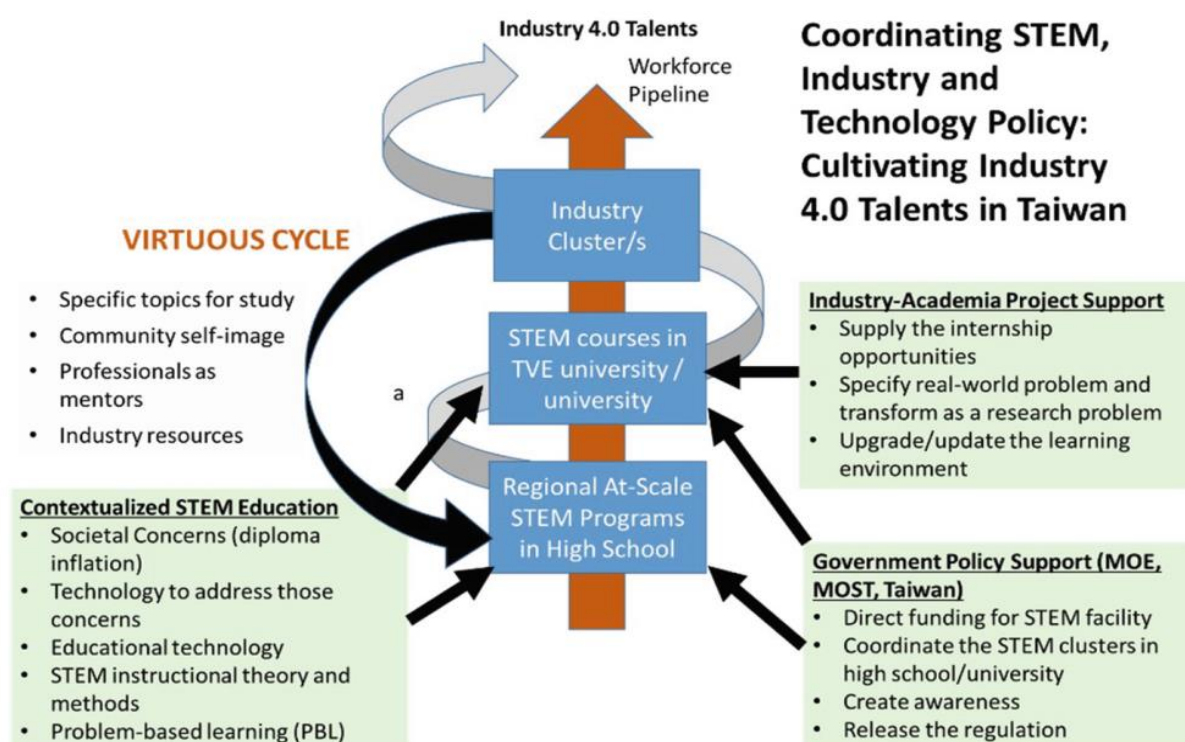 Industry 4.0 Talents
Workforce
Pipeline
Coordinating STEM,
Industry and
Technology Policy:
Cultivating Industry
4.0 Talents in Taiwan
Industry
Cluster/s
VIRTUOUS CYCLE
• Specific topics for study
• Community self-image
• Professionals as
mentors
• Industry resources
a
STEM courses in
TVE university /
university
Industry-Academia Project Support
• Supply the internship
opportunities
• Specify real-world problem and
transform as a research problem
• Upgrade/update the learning
environment
Regional At-Scale
STEM Programs
in High School
Contextualized STEM Education
• Societal Concerns (diploma
inflation)
• Technology to address those
concerns
• Educational technology
• STEM instructional theory and
methods
• Problem-based learning (PBL)
Government Policy Support (MOE,
MOST, Taiwan)
• Direct funding for STEM facility
• Coordinate the STEM clusters in
high school/university
• Create awareness
• Release the regulation